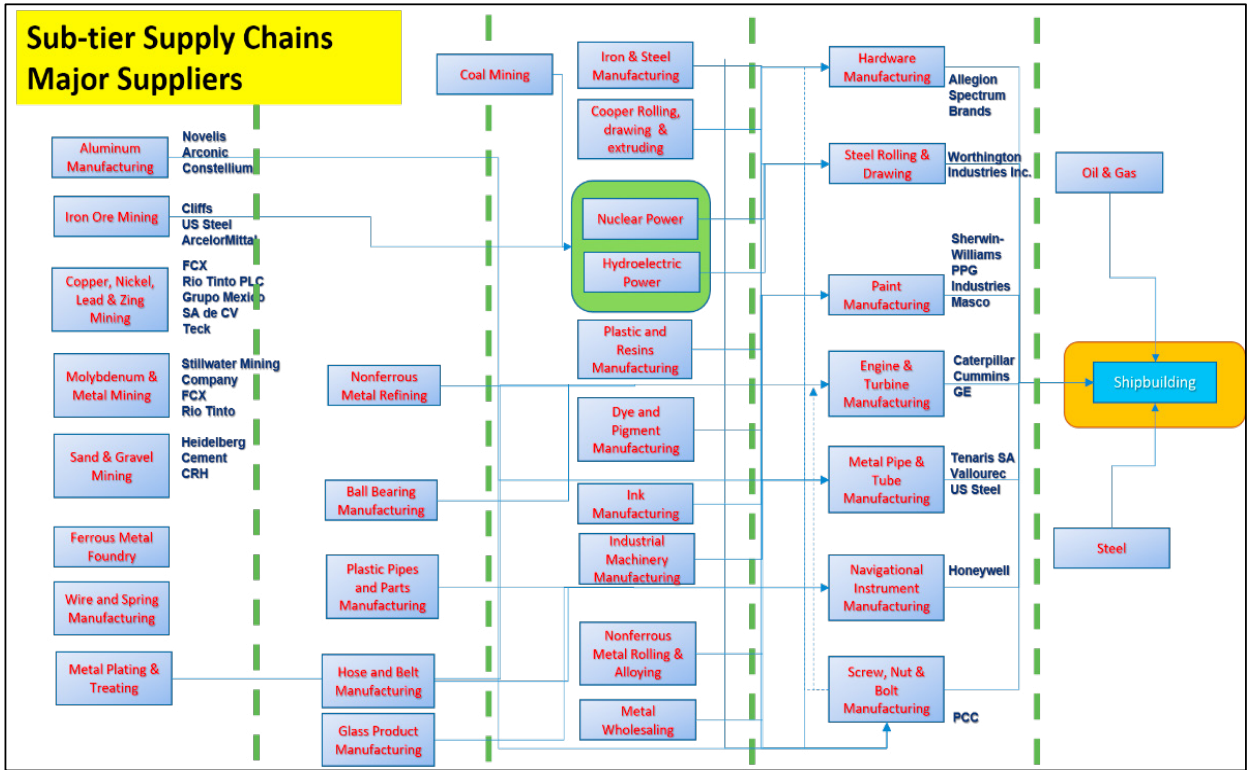 Sub-tier Supply Chains
Major Suppliers
Aluminum
Manufacturing
Novelis
Arconic
Constellium
Iron Ore Mining
Cliffs
US Steel
ArcelorMittal
Copper, Nickel,
Lead & Zing
Mining
FCX
Rio Tinto PLC
Grupo Mexico
SA de CV
Teck
Molybdenum &
Metal Mining
Stillwater Mining
Company
FCX
Rio Tinto
Sand & Gravel
Mining
Heidelberg
Cement
CRH
Ferrous Metal
Foundry
Wire and Spring
Manufacturing
Metal Plating &
Treating
Coal Mining
Nonferrous
Metal Refining
Ball Bearing
Manufacturing
Plastic Pipes
and Parts
Manufacturing
Hose and Belt
Manufacturing
Glass Product
Manufacturing
Iron & Steel
Manufacturing
Cooper Rolling,
drawing &
extruding
Nuclear Power
Hydroelectric
Power
Plastic and
Resins
Manufacturing
Dye and
Pigment
Manufacturing
Ink
Manufacturing
Industrial
Machinery
Manufacturing
Nonferrous
Metal Rolling &
Alloying
Metal
Wholesaling
Hardware
Manufacturing
Allegion
Spectrum
Brands
Steel Rolling &
Drawing
Worthington
Industries Inc.
Paint
Manufacturing
Sherwin-
Williams
PPG
Industries
Masco
Engine &
Turbine
Manufacturing
Caterpillar
Cummins
GE
Metal Pipe &
Tube
Manufacturing
Tenaris SA
Vallourec
US Steel
Navigational
Instrument
Manufacturing
Honeywell
Screw, Nut &
Bolt
Manufacturing
PCC
Oil & Gas
Shipbuilding
Steel